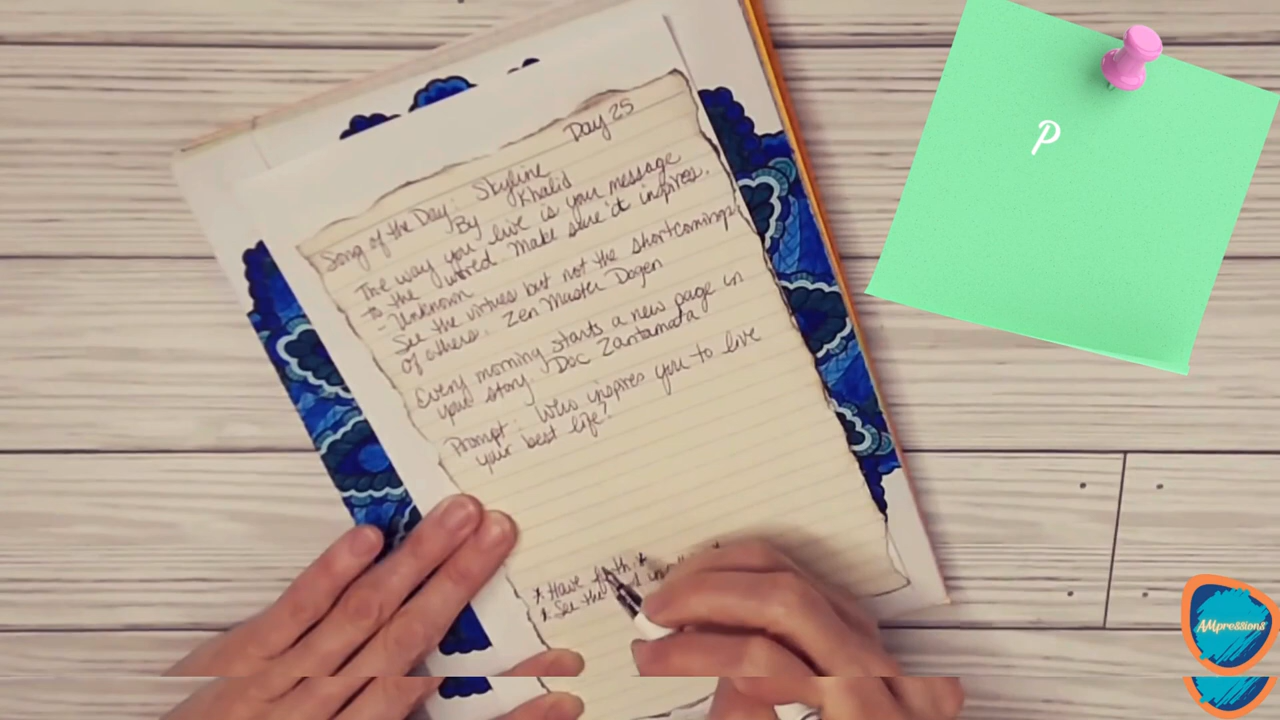 Day 25
Song of the Day: Skyline
By Khalid
The way you live is your message
to the world. Make sure it inspires.
- Unknown
See the virtues but not the shortcomings
of others. Zen Master Dogen
Every morning starts a new page in
your story. Doc Zantamata
Prompt: Who inspires you to live
your best life?
* Have faith *
* See the
P
AMpressions